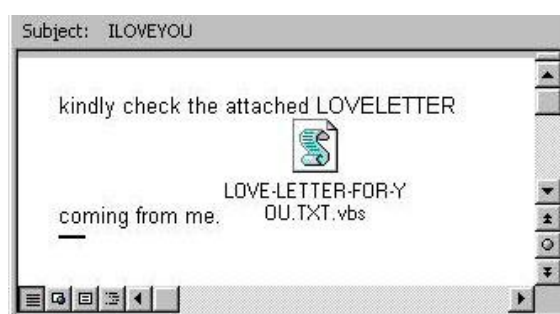 Subject: ILOVEYOU
kindly check the attached LOVELETTER
LOVE-LETTER-FOR-Y
OU.TXT.vbs
coming from me.